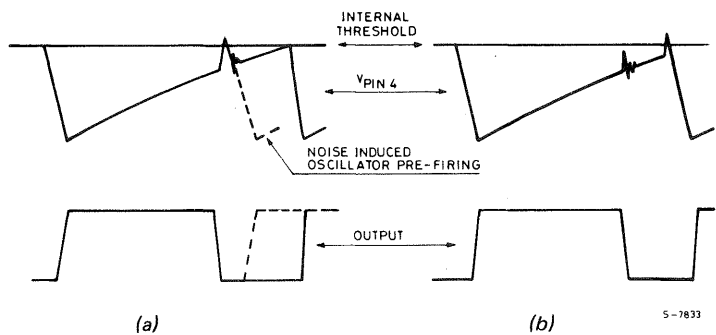 INTERNAL
THRESHOLD
VPIN 4
NOISE INDUCED
OSCILLATOR PRE-FIRING
OUTPUT
(a)
(b)
S-7833